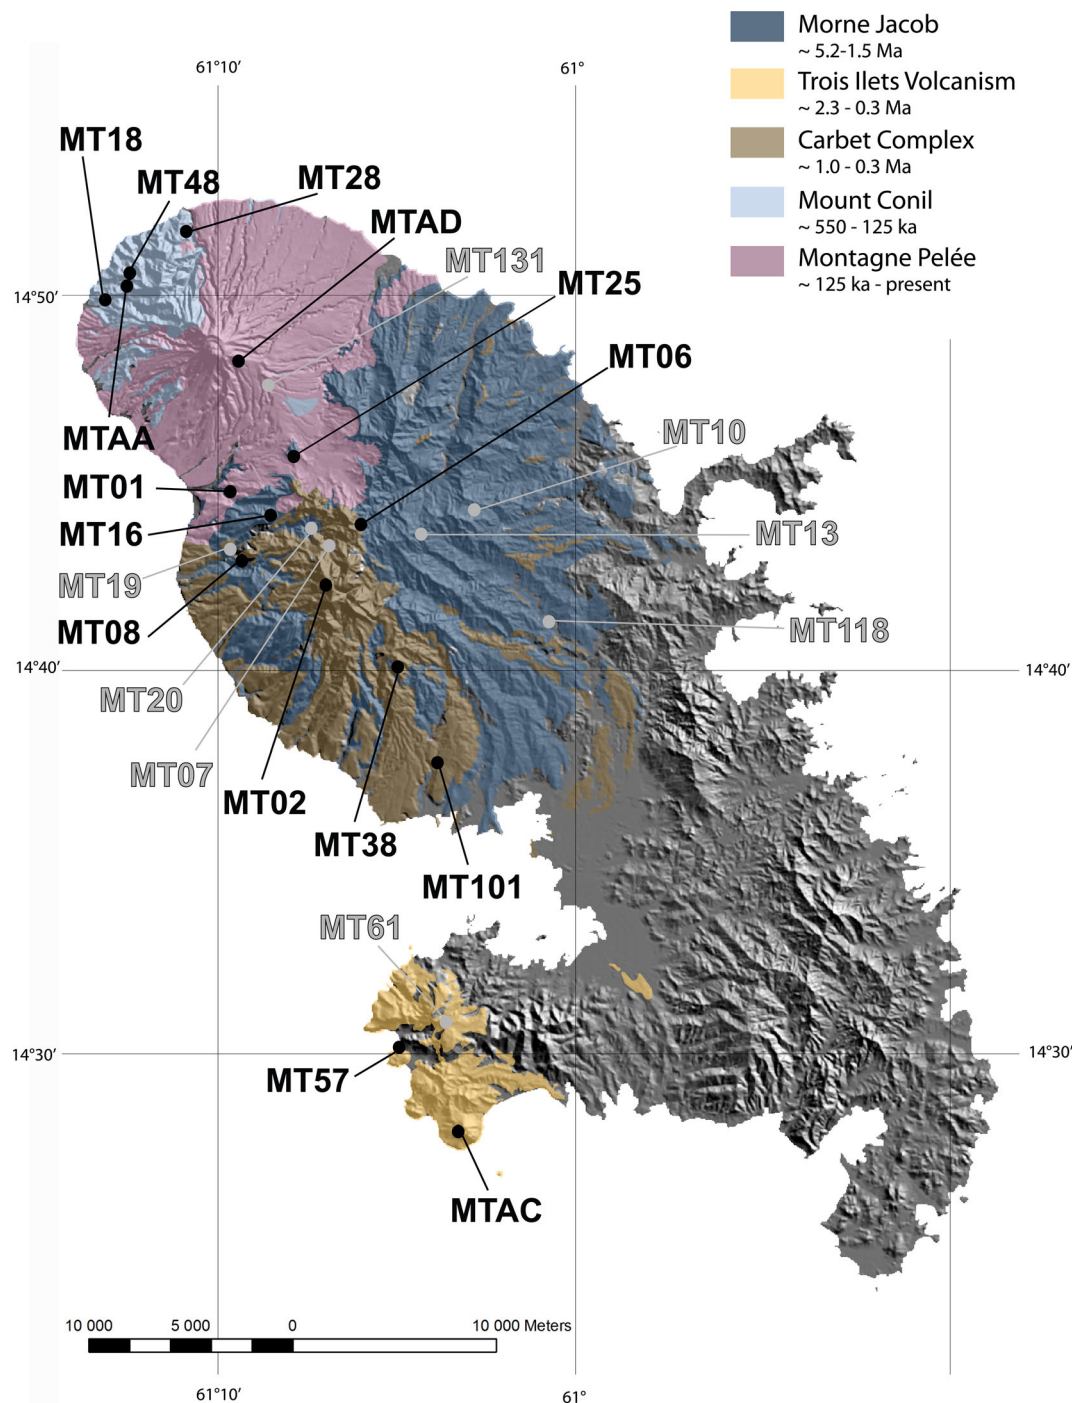 Morne Jacob
~ 5.2-1.5 Ma
Trois Ilets Volcanism
~ 2.3 - 0.3 Ma
Carbet Complex
~ 1.0 - 0.3 Ma
Mount Conil
~ 550 - 125 ka
Montagne Pelée
~ 125 ka - present
61°10′
61°
MT18
MT48
MT28
MTAD
MT131
MT25
14°50′
MT06
MTAA
MT10
MT01
MT16
MT13
MT19
MT08
MT118
14°40′
14°40′
MT20
MT07
MT02
MT38
MT101
MT61
14°30′
14°30′
MT57
MTAC
10 000 5 000 0 10 000 Meters
61°10′
61°